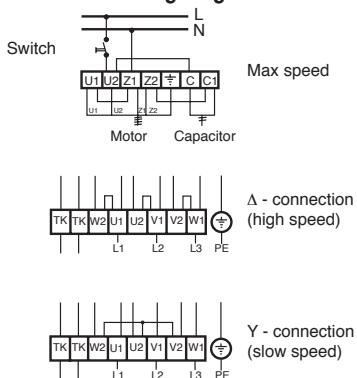 L
N
Switch
U1 U2 Z1 Z2 C C1
Max speed
U1 U2 Z1 Z2
Motor Capacitor
Δ - connection
(high speed)
TK TK W2 U1 U2 V1 V2 W1
L1 L2 L3 PE
Y - connection
(slow speed)
TK TK W2 U1 U2 V1 V2 W1
L1 L2 L3 PE